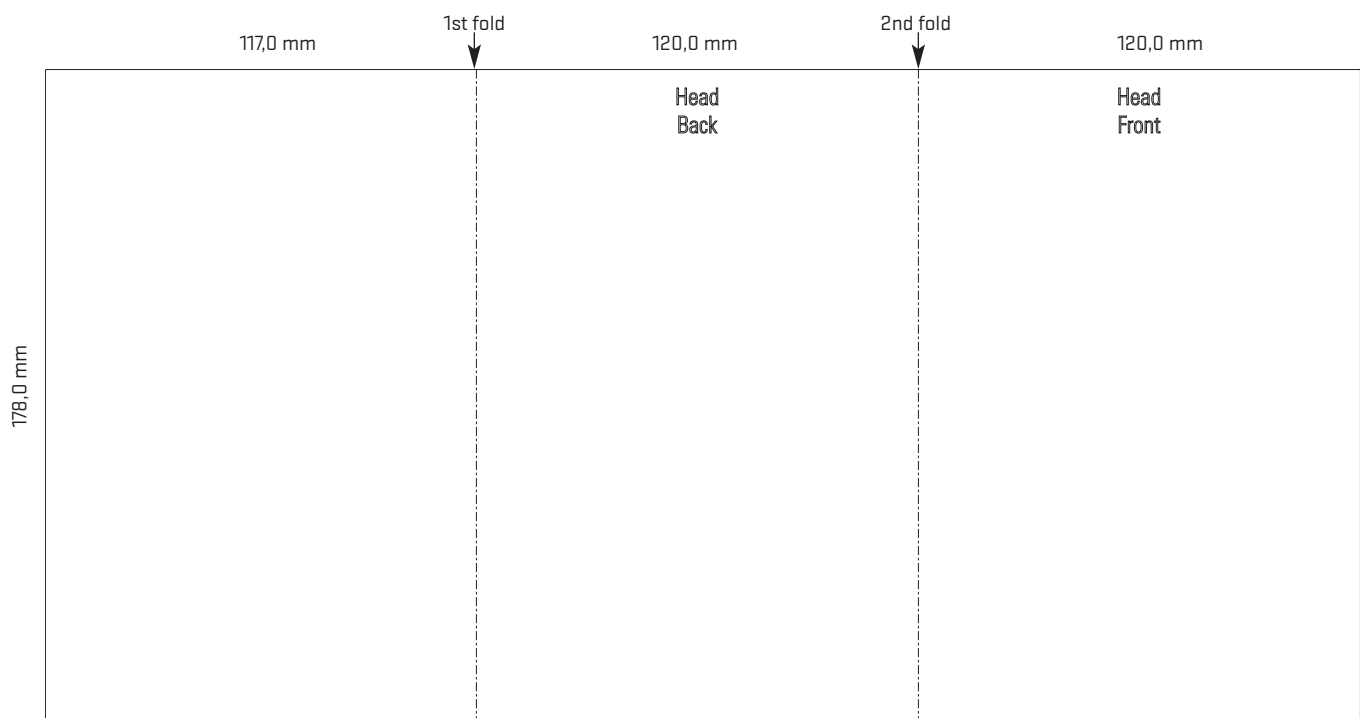 1st fold
2nd fold
117,0 mm
120,0 mm
120,0 mm
Head
Back
Head
Front
178,0 mm